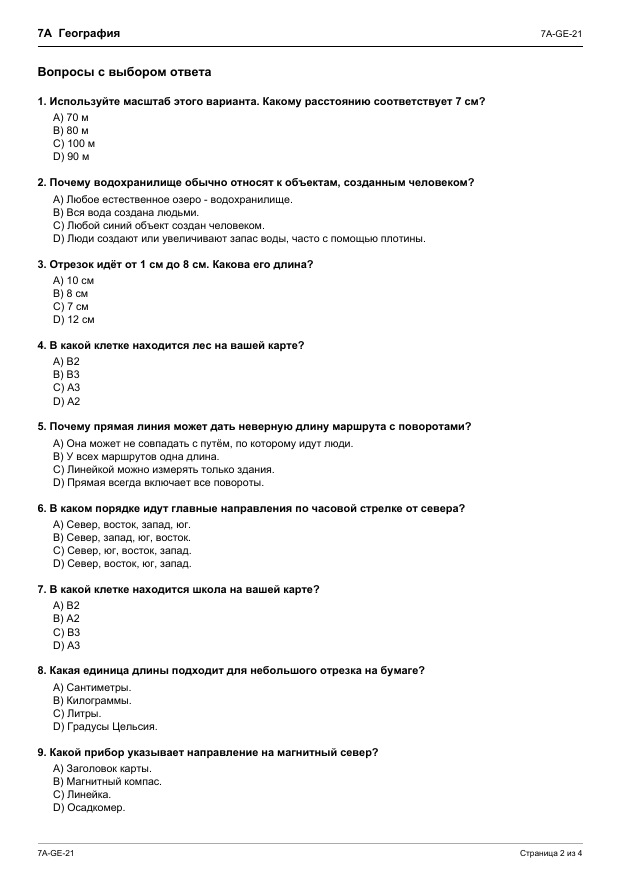 7А География
7A-GE-21
Вопросы с выбором ответа
1. Используйте масштаб этого варианта. Какому расстоянию соответствует 7 см?
A) 70 м
B) 80 м
C) 100 м
D) 90 м
2. Почему водохранилище обычно относят к объектам, созданным человеком?
A) Любое естественное озеро - водохранилище.
B) Вся вода создана людьми.
C) Любой синий объект создан человеком.
D) Люди создают или увеличивают запас воды, часто с помощью плотины.
3. Отрезок идёт от 1 см до 8 см. Какова его длина?
A) 10 см
B) 8 см
C) 7 см
D) 12 см
4. В какой клетке находится лес на вашей карте?
A) B2
B) B3
C) A3
D) A2
5. Почему прямая линия может дать неверную длину маршрута с поворотами?
A) Она может не совпадать с путём, по которому идут люди.
B) У всех маршрутов одна длина.
C) Линейкой можно измерять только здания.
D) Прямая всегда включает все повороты.
6. В каком порядке идут главные направления по часовой стрелке от севера?
A) Север, восток, запад, юг.
B) Север, запад, юг, восток.
C) Север, юг, восток, запад.
D) Север, восток, юг, запад.
7. В какой клетке находится школа на вашей карте?
A) B2
B) A2
C) B3
D) A3
8. Какая единица длины подходит для небольшого отрезка на бумаге?
A) Сантиметры.
B) Килограммы.
C) Литры.
D) Градусы Цельсия.
9. Какой прибор указывает направление на магнитный север?
A) Заголовок карты.
B) Магнитный компас.
C) Линейка.
D) Осадкомер.
7A-GE-21
Страница 2 из 4